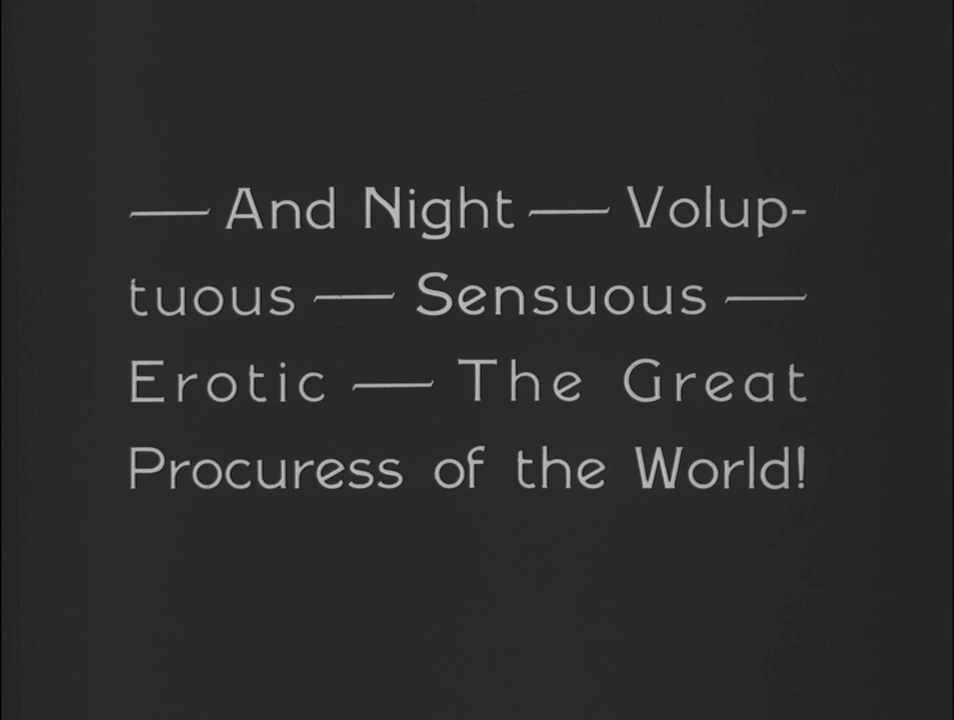 — And Night — Volup-
tuous — Sensuous —
Erotic — The Great
Procuress of the World!